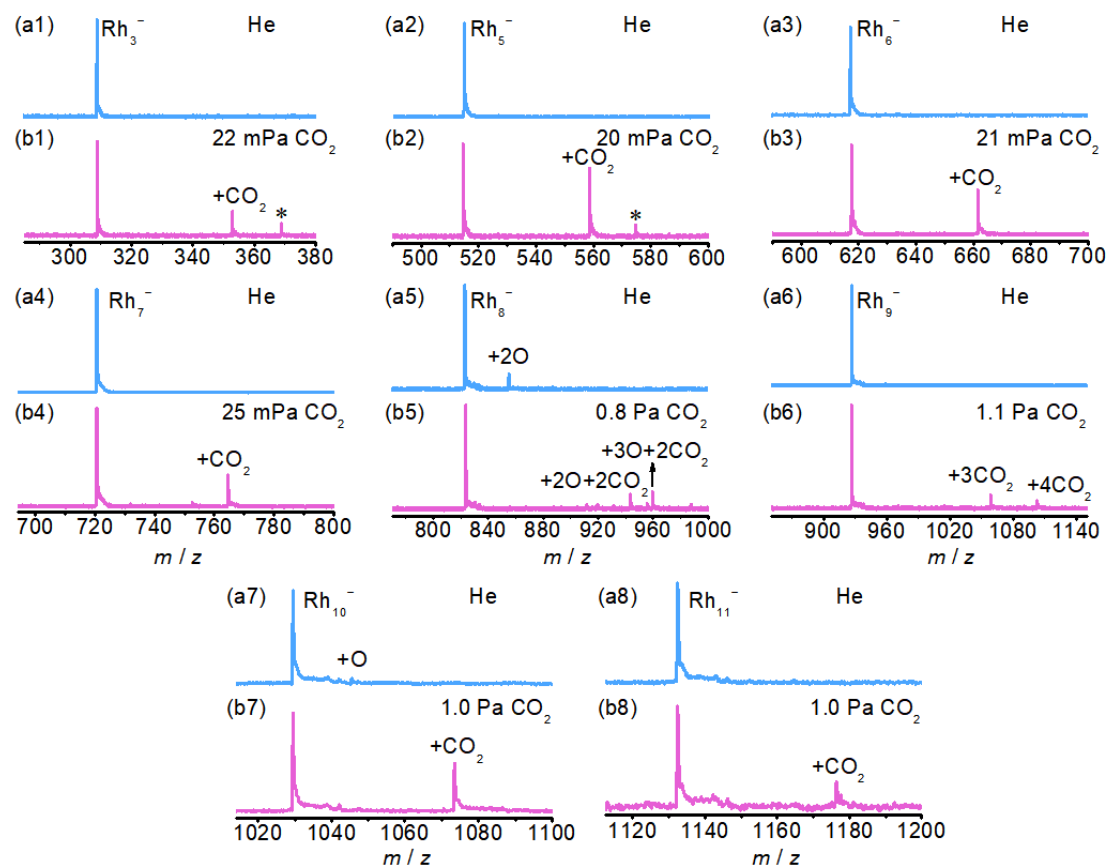 (a1) Rh₃⁻ He
(b1) 22 mPa CO₂
+CO₂ *
300 320 340 360 380
(a2) Rh₅⁻ He
(b2) 20 mPa CO₂
+CO₂ *
500 520 540 560 580 600
(a3) Rh₆⁻ He
(b3) 21 mPa CO₂
+CO₂
600 620 640 660 680 700
(a4) Rh₇⁻ He
(b4) 25 mPa CO₂
+CO₂
700 720 740 760 780 800
m / z
(a5) Rh₈⁻ He
+2O
(b5) 0.8 Pa CO₂
+3O+2CO₂
+2O+2CO₂
800 840 880 920 960 1000
m / z
(a6) Rh₉⁻ He
(b6) 1.1 Pa CO₂
+3CO₂ +4CO₂
900 960 1020 1080 1140
m / z
(a7) Rh₁₀⁻ He
+O
(b7) 1.0 Pa CO₂
+CO₂
1020 1040 1060 1080 1100
m / z
(a8) Rh₁₁⁻ He
(b8) 1.0 Pa CO₂
+CO₂
1120 1140 1160 1180 1200
m / z